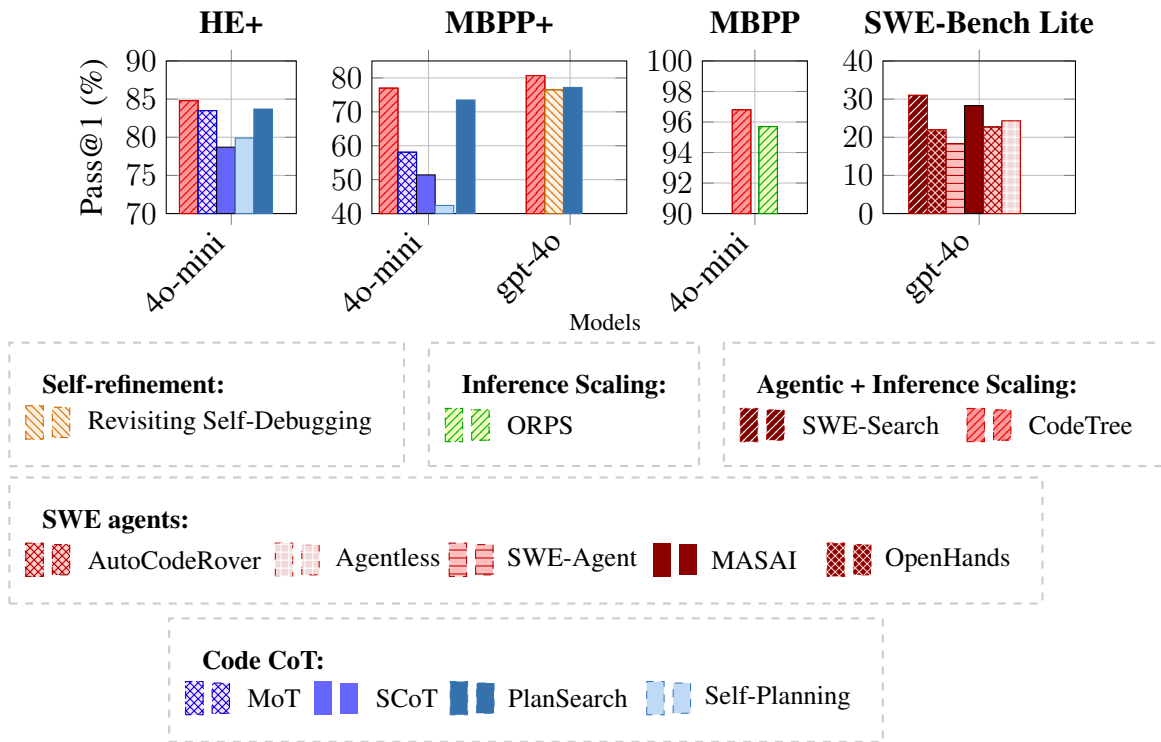 HE+ MBPP+ MBPP SWE-Bench Lite
Pass@1 (%)
90
85
80
75
70
4o-mini
80
70
60
50
40
4o-mini
gpt-4o
100
98
96
94
92
90
4o-mini
40
30
20
10
0
gpt-4o
Models
Self-refinement:
Revisiting Self-Debugging
Inference Scaling:
ORPS
Agentic + Inference Scaling:
SWE-Search CodeTree
SWE agents:
AutoCodeRover Agentless SWE-Agent MASAI OpenHands
Code CoT:
MoT SCoT PlanSearch Self-Planning